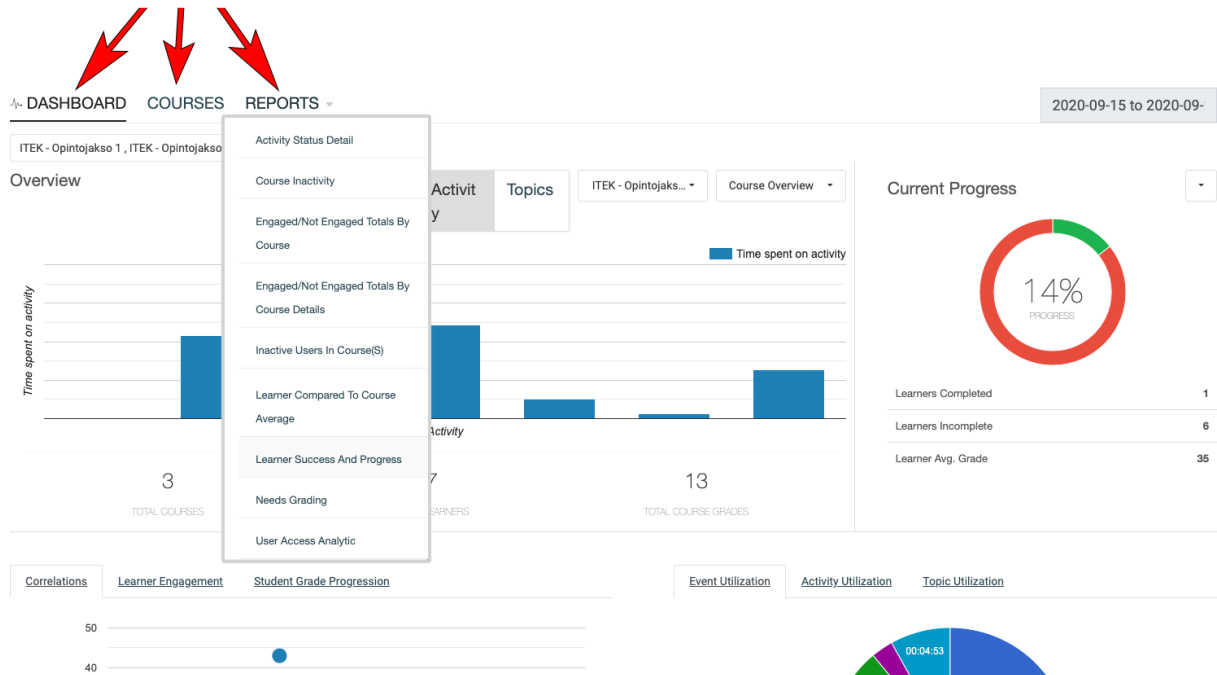 DASHBOARD COURSES REPORTS
2020-09-15 to 2020-09-
ITEK - Opintojakso 1 , ITEK - Opintojakso
Activity Status Detail
Course Inactivity
Engaged/Not Engaged Totals By
Course
Engaged/Not Engaged Totals By
Course Details
Inactive Users In Course(S)
Learner Compared To Course
Average
Learner Success And Progress
Needs Grading
User Access Analytic
Overview
Activit
y
Topics
ITEK - Opintojaks...
Course Overview
Time spent on activity
Time spent on activity
Activity
3
TOTAL COURSES
7
EARNERS
13
TOTAL COURSE GRADES
Current Progress
14%
PROGRESS
Learners Completed 1
Learners Incomplete 6
Learner Avg. Grade 35
Correlations Learner Engagement Student Grade Progression
50
40
Event Utilization Activity Utilization Topic Utilization
00:04:53